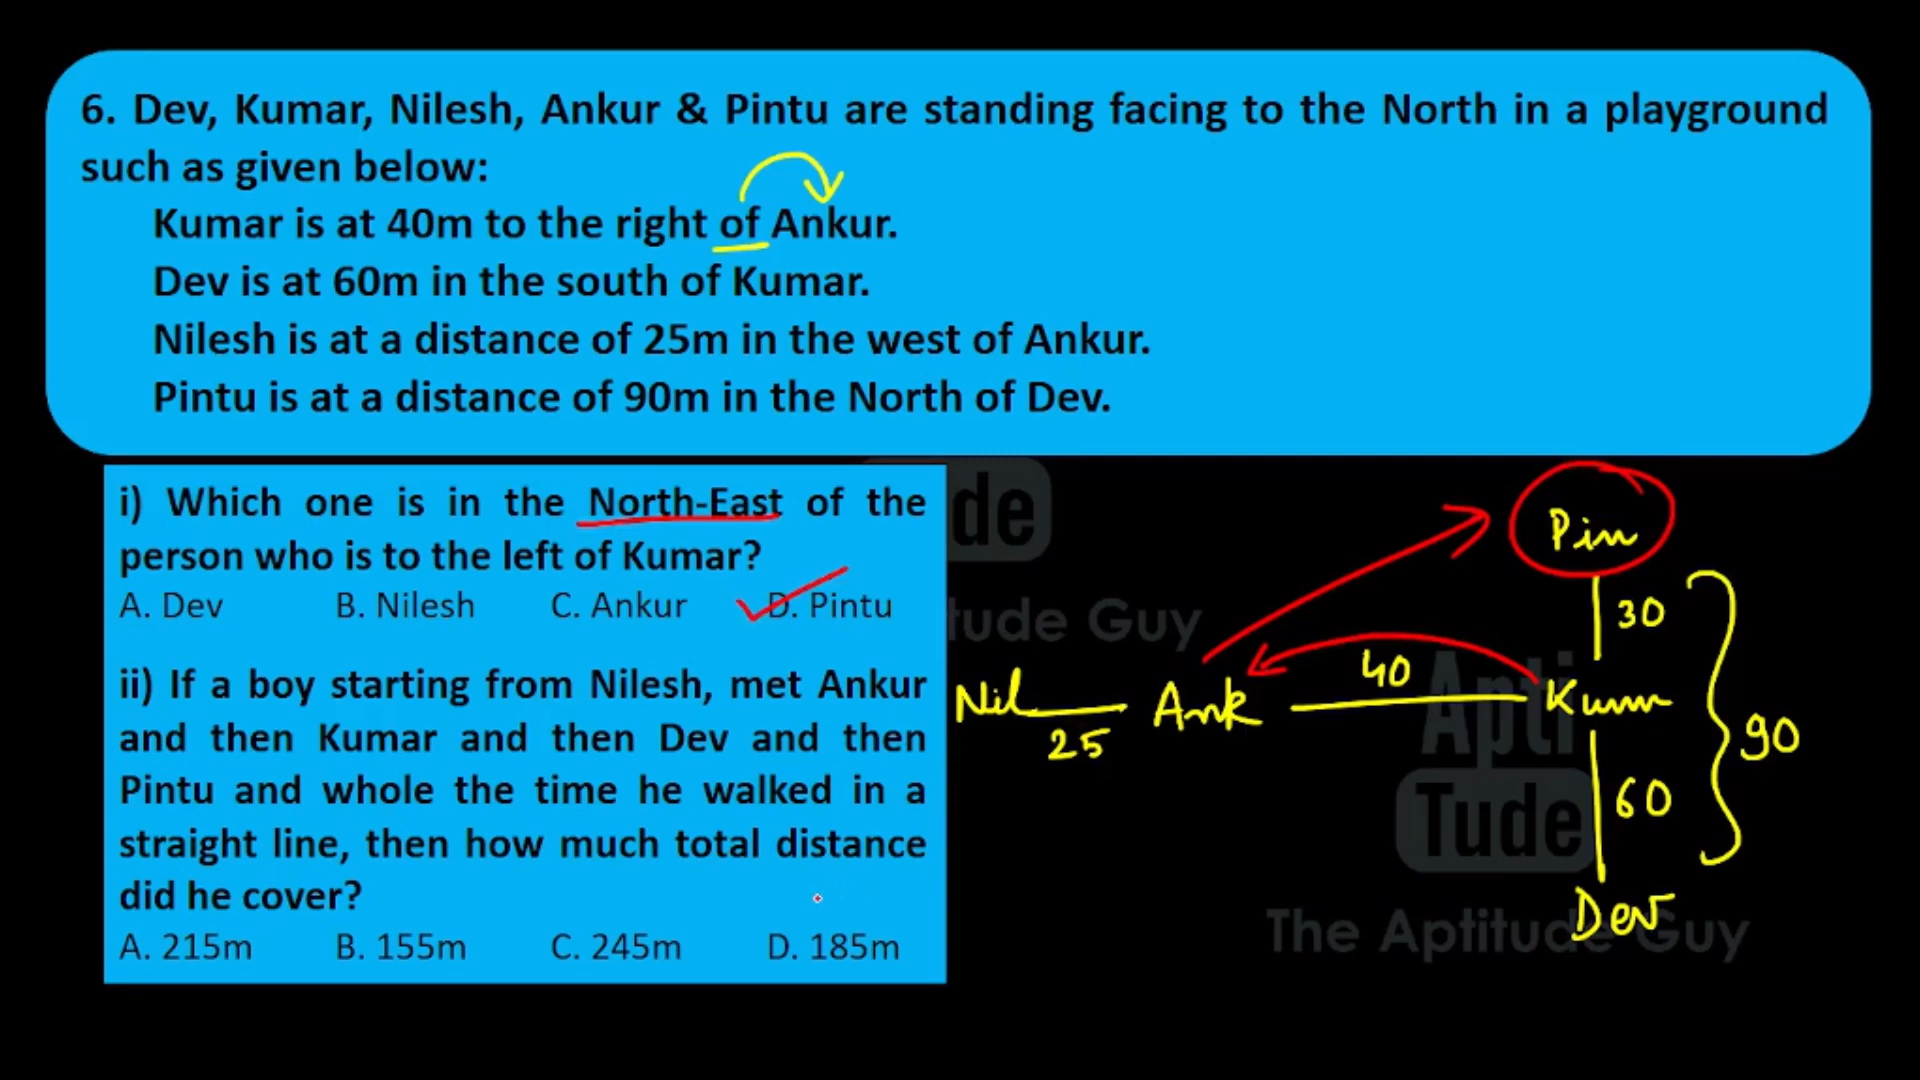 6. Dev, Kumar, Nilesh, Ankur & Pintu are standing facing to the North in a playground
such as given below:
Kumar is at 40m to the right of Ankur.
Dev is at 60m in the south of Kumar.
Nilesh is at a distance of 25m in the west of Ankur.
Pintu is at a distance of 90m in the North of Dev.
i) Which one is in the North-East of the
person who is to the left of Kumar?
A. Dev B. Nilesh C. Ankur D. Pintu
ii) If a boy starting from Nilesh, met Ankur
and then Kumar and then Dev and then
Pintu and whole the time he walked in a
straight line, then how much total distance
did he cover?
A. 215m B. 155m C. 245m D. 185m
de
tude Guy
Pin
30
40
Nil Ank Kum
25
90
60
Dev
Apti
Tude
The Aptitude Guy